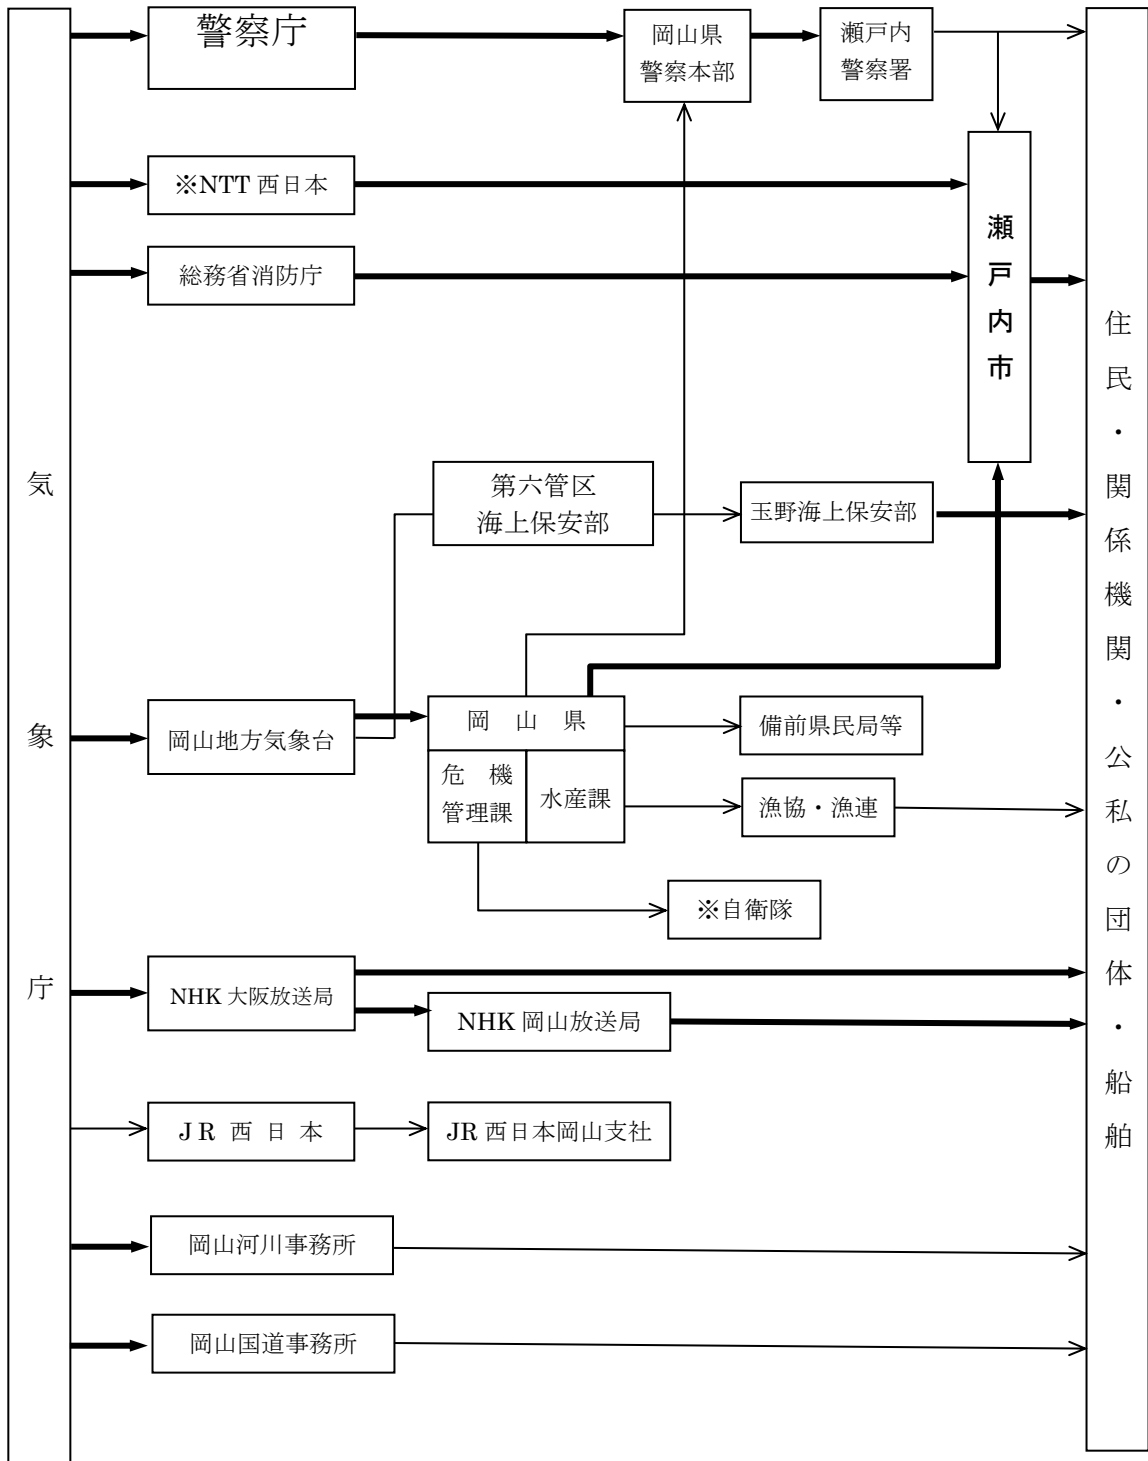 気象庁
警察庁
岡山県
警察本部
瀬戸内
警察署
※NTT 西日本
総務省消防庁
瀬戸内市
第六管区
海上保安部
玉野海上保安部
岡山地方気象台
岡 山 県
危 機
管理課
水産課
備前県民局等
漁協・漁連
※自衛隊
NHK 大阪放送局
NHK 岡山放送局
JR 西 日 本
JR 西日本岡山支社
岡山河川事務所
岡山国道事務所
住民・関係機関・公私の団体・船舶